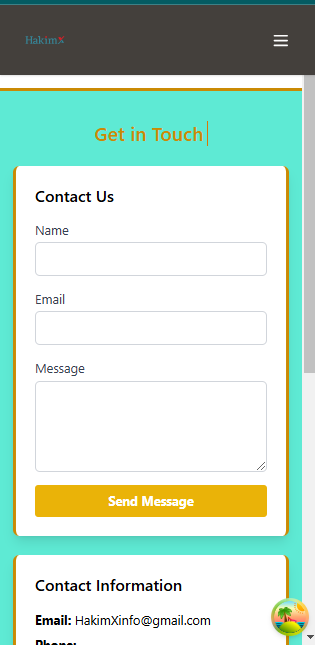 HakimX
Get in Touch
Contact Us
Name
Email
Message
Send Message
Contact Information
Email: HakimXinfo@gmail.com
Phone: